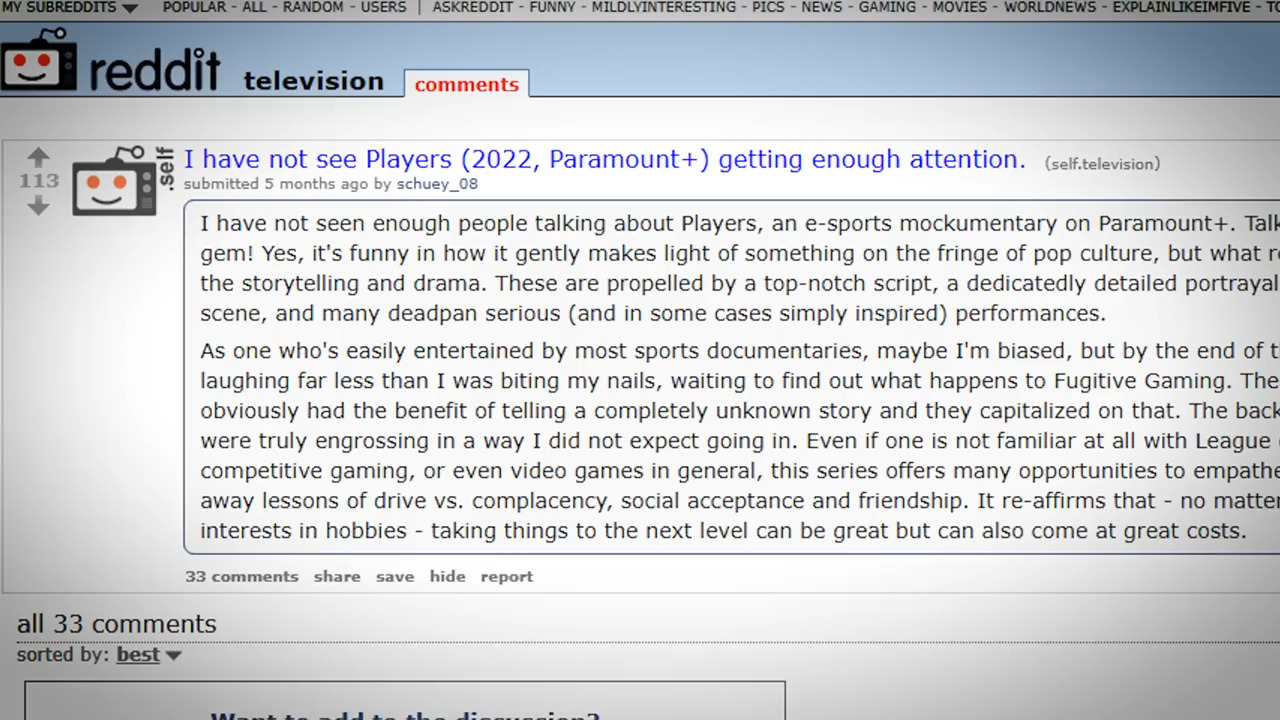 MY SUBREDDITS POPULAR - ALL - RANDOM - USERS | ASKREDDIT - FUNNY - MILDLYINTERESTING - PICS - NEWS - GAMING - MOVIES - WORLDNEWS - EXPLAINLIKEIMFIVE -
reddit television comments
I have not see Players (2022, Paramount+) getting enough attention. (self.television)
113 .self
submitted 5 months ago by schuey_08
I have not seen enough people talking about Players, an e-sports mockumentary on Paramount+.
gem! Yes, it's funny in how it gently makes light of something on the fringe of pop culture, but what
the storytelling and drama. These are propelled by a top-notch script, a dedicatedly detailed portrayal
scene, and many deadpan serious (and in some cases simply inspired) performances.
As one who's easily entertained by most sports documentaries, maybe I'm biased, but by the end of
laughing far less than I was biting my nails, waiting to find out what happens to Fugitive Gaming.
obviously had the benefit of telling a completely unknown story and they capitalized on that. The
were truly engrossing in a way I did not expect going in. Even if one is not familiar at all with League
competitive gaming, or even video games in general, this series offers many opportunities to
away lessons of drive vs. complacency, social acceptance and friendship. It re-affirms that - no
interests in hobbies - taking things to the next level can be great but can also come at great costs.
33 comments share save hide report
all 33 comments
sorted by: best
Want to add to the discussion?